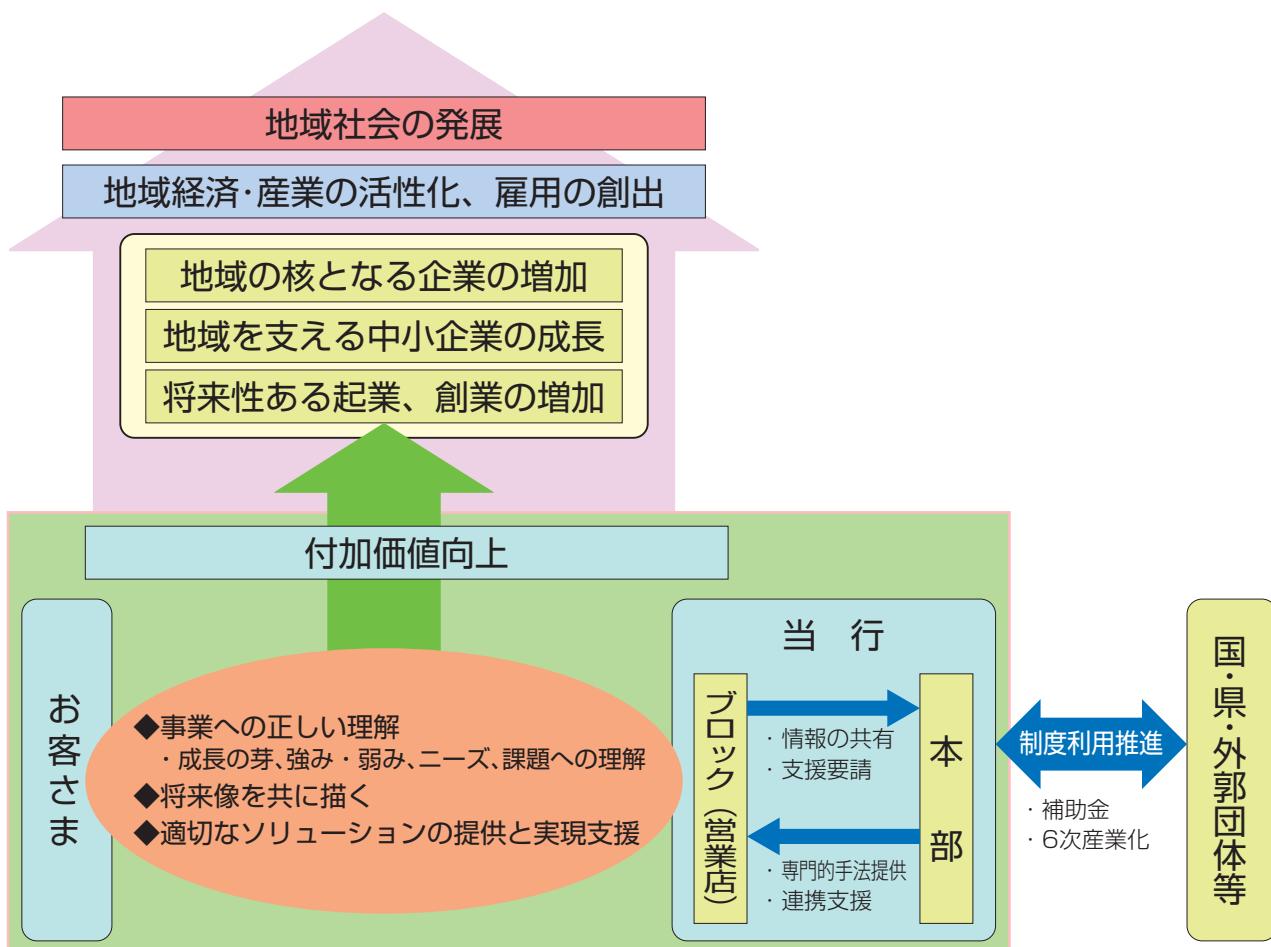 地域社会の発展
地域経済・産業の活性化、雇用の創出
地域の核となる企業の増加
地域を支える中小企業の成長
将来性ある起業、創業の増加
付加価値向上
お客さま
◆事業への正しい理解
・成長の芽、強み・弱み、ニーズ、課題への理解
◆将来像を共に描く
◆適切なソリューションの提供と実現支援
当 行
ブロック（営業店）
・情報の共有
・支援要請
・専門的手法提供
・連携支援
本 部
制度利用推進
・補助金
・6次産業化
国・県・外郭団体等